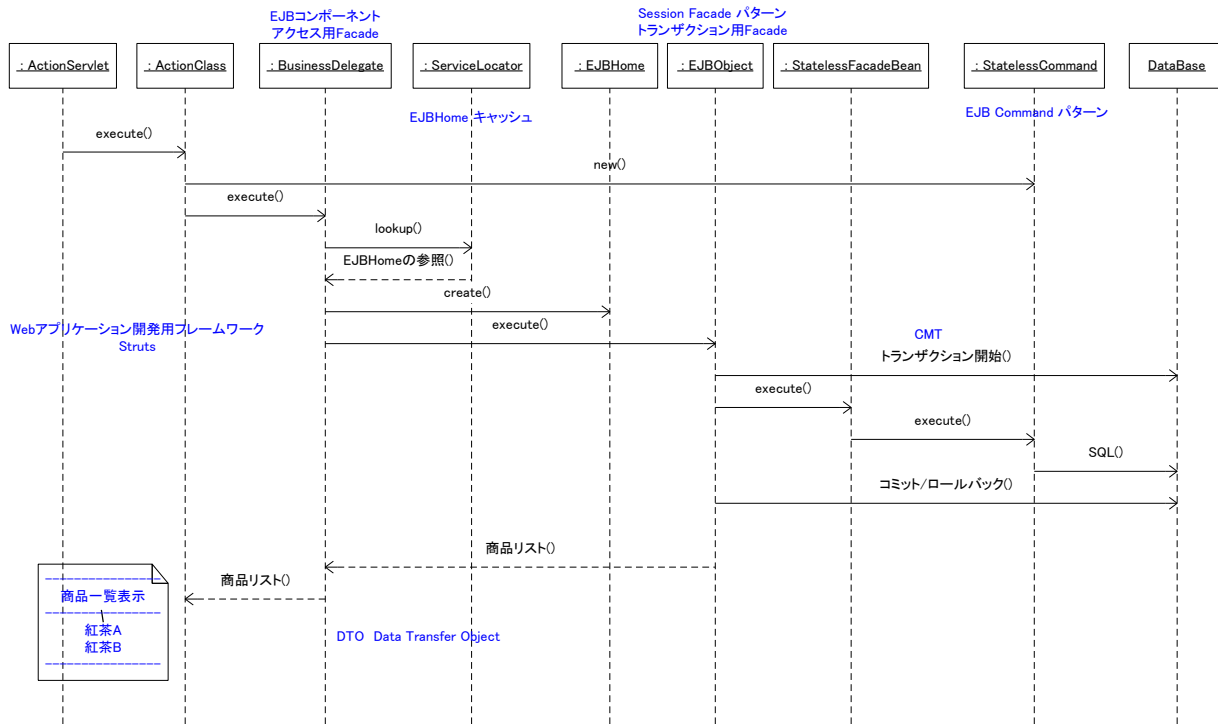 EJBコンポーネント
アクセス用Facade
Session Facade パターン
トランザクション用Facade
: ActionServlet
: ActionClass
: BusinessDelegate
: ServiceLocator
: EJBHome
: EJBObject
: StatelessFacadeBean
: StatelessCommand
DataBase
EJBHome キャッシュ
EJB Command パターン
execute()
new()
execute()
lookup()
EJBHomeの参照()
create()
Webアプリケーション開発用フレームワーク
Struts
execute()
CMT
トランザクション開始()
execute()
execute()
SQL()
コミット/ロールバック()
商品リスト()
商品リスト()
商品一覧表示
紅茶A
紅茶B
DTO Data Transfer Object